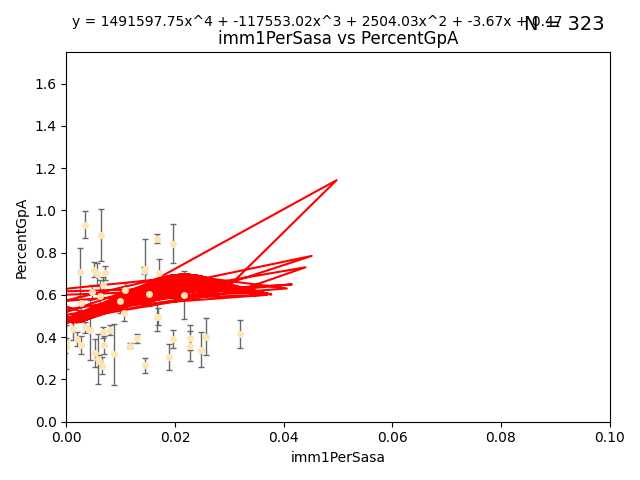 y = 1491597.75x^4 + -117553.02x^3 + 2504.03x^2 + -3.67x + 0.47
N = 323
imm1PerSasa vs PercentGpA
PercentGpA
1.6
1.4
1.2
1.0
0.8
0.6
0.4
0.2
0.0
0.00 0.02 0.04 0.06 0.08 0.10
imm1PerSasa